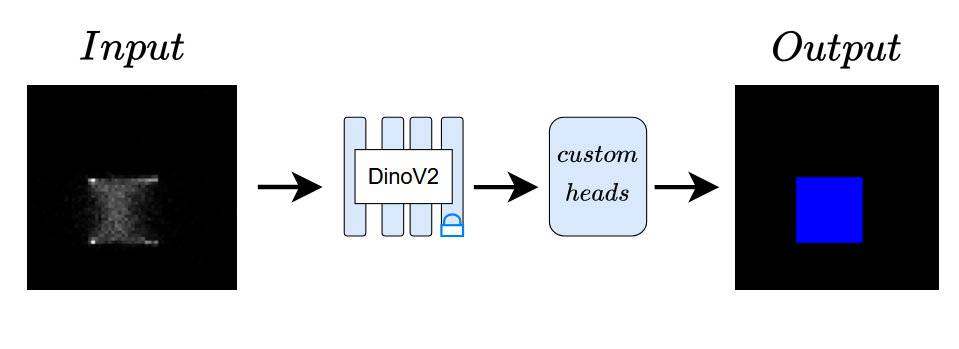 Input
Output
DinoV2
custom
heads